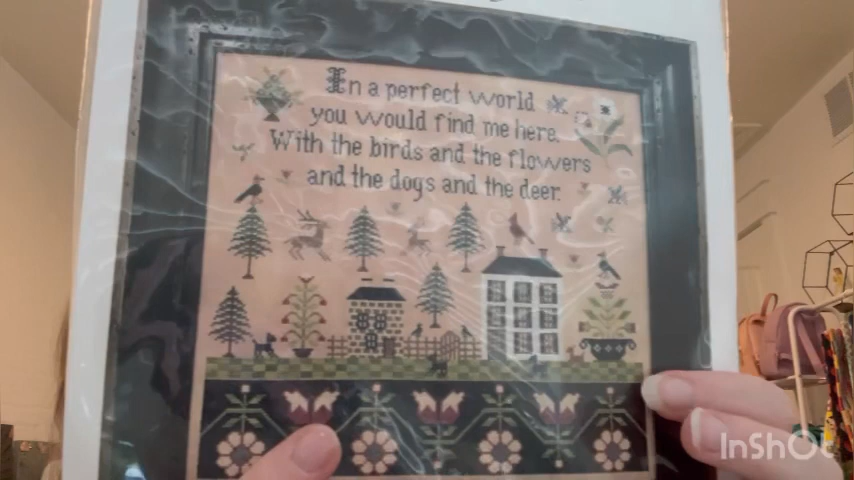 In a perfect world
you would find me here.
With the birds and the flowers
and the dogs and the deer.
InShOt